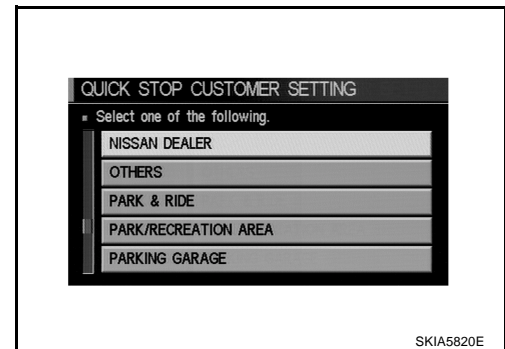 QUICK STOP CUSTOMER SETTING
Select one of the following.
NISSAN DEALER
OTHERS
PARK & RIDE
PARK/RECREATION AREA
PARKING GARAGE
SKIA5820E